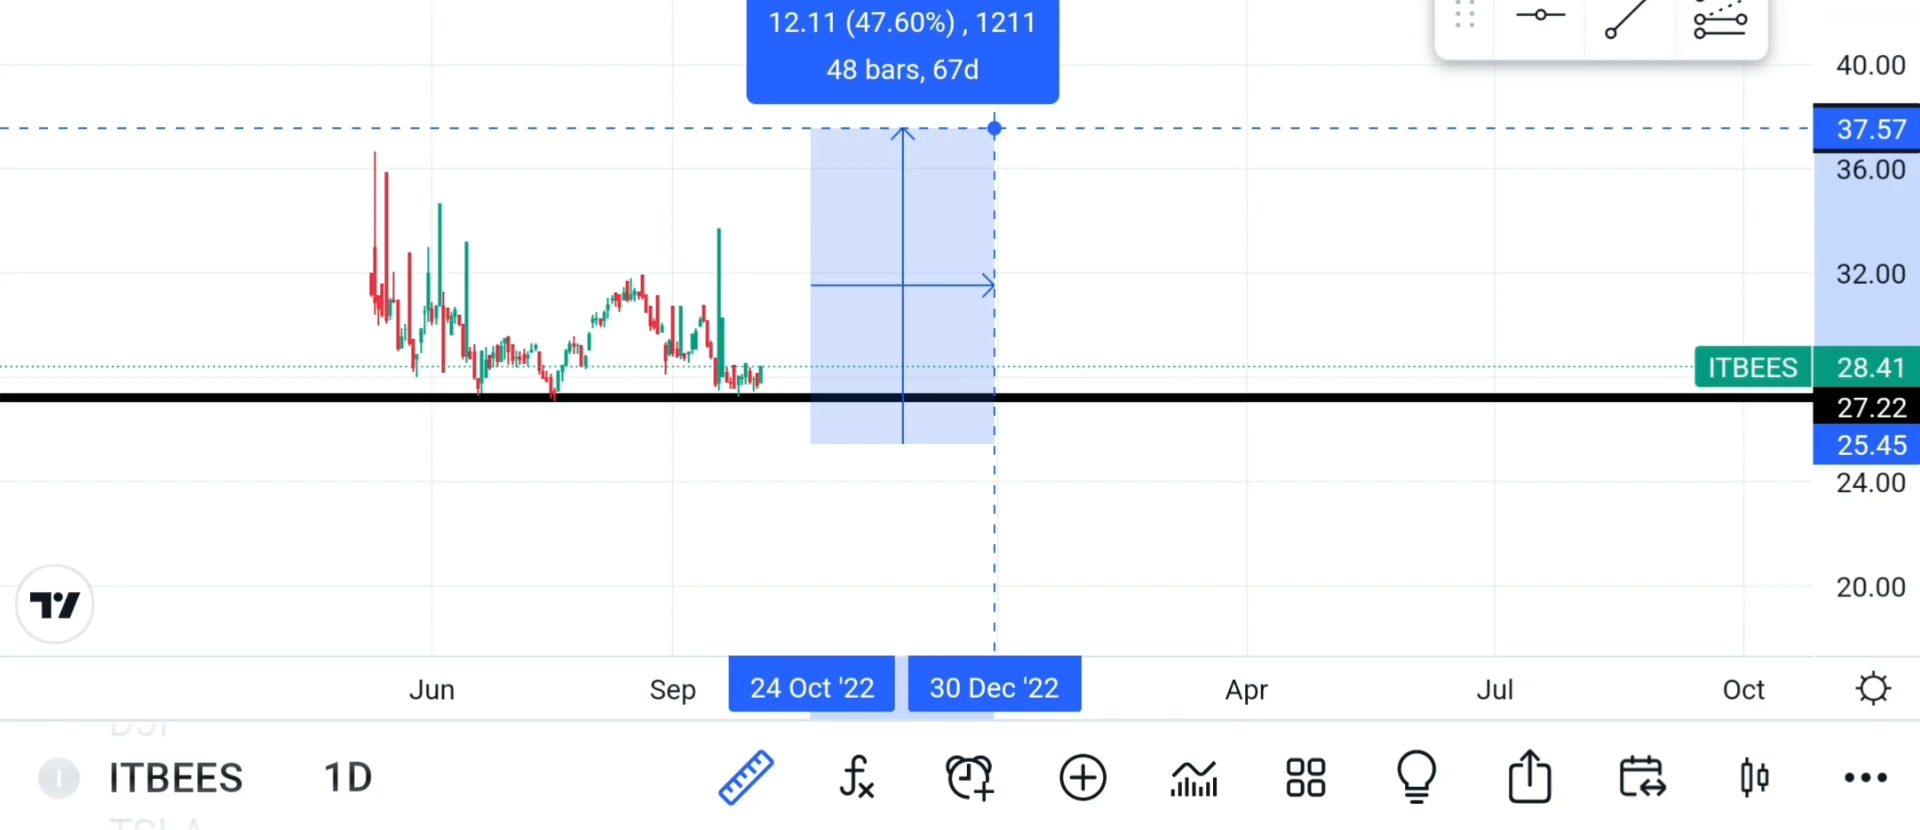 12.11 (47.60%) , 1211
48 bars, 67d
40.00
37.57
36.00
32.00
ITBEES 28.41
27.22
25.45
24.00
20.00
Jun Sep 24 Oct '22 30 Dec '22 Apr Jul Oct
I ITBEES 1D